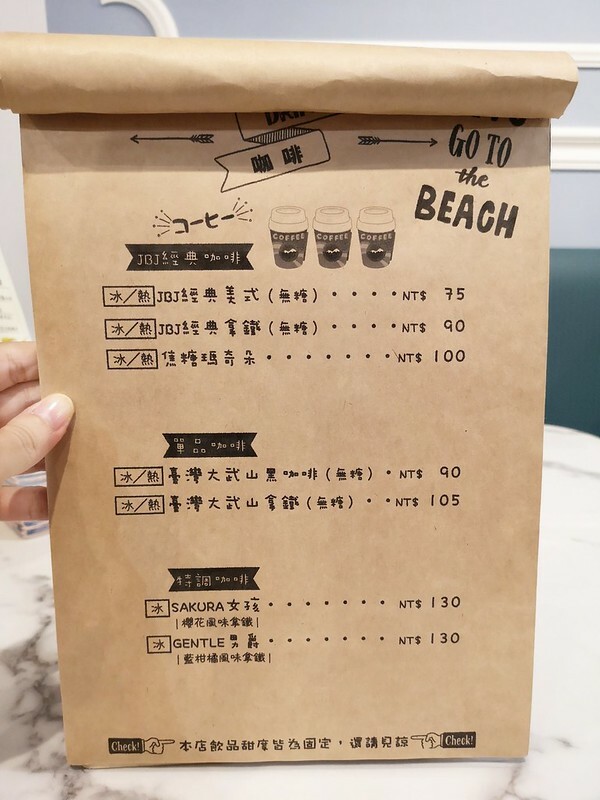 咖啡
GO TO
the
BEACH
コーヒー
COFFEE COFFEE COFFEE
JBJ經典咖啡
冰/熱 JBJ經典美式(無糖)・・・・NT$ 75
冰/熱 JBJ經典拿鐵(無糖)・・・・NT$ 90
冰/熱 焦糖瑪奇朵・・・・・・・NT$ 100
單品咖啡
冰/熱 臺灣大武山黑咖啡(無糖)・・NT$ 90
冰/熱 臺灣大武山拿鐵(無糖)・・NT$ 105
特調咖啡
冰 SAKURA女孩・・・・・・・NT$ 130
|櫻花風味拿鐵|
冰 GENTLE男爵・・・・・・・NT$ 130
|藍柑橘風味拿鐵|
Check! 本店飲品甜度皆為固定,還請見諒 Check!